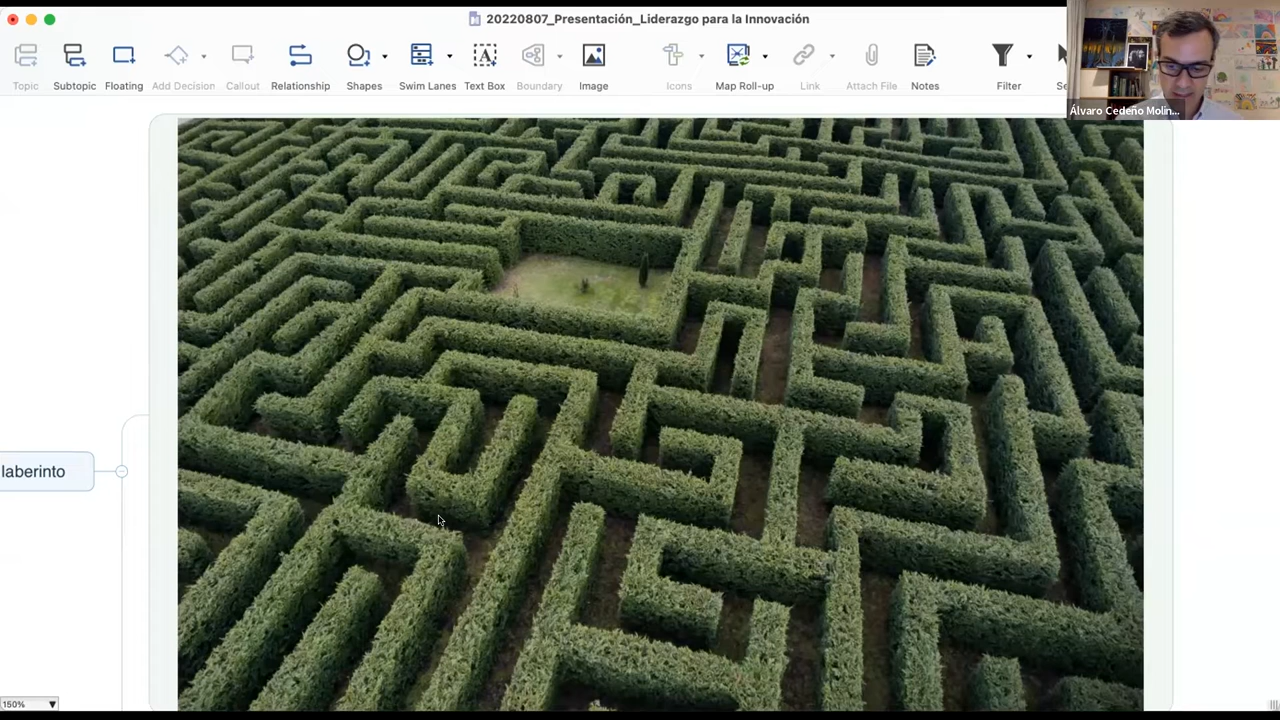 20220807_Presentación_Liderazgo para la Innovación
Topic
Subtopic
Floating
Add Decision
Callout
Relationship
Shapes
Swim Lanes
Text Box
Boundary
Image
Icons
Map Roll-up
Link
Attach File
Notes
Filter
Se
Álvaro Cedeño Molin...
laberinto
150%